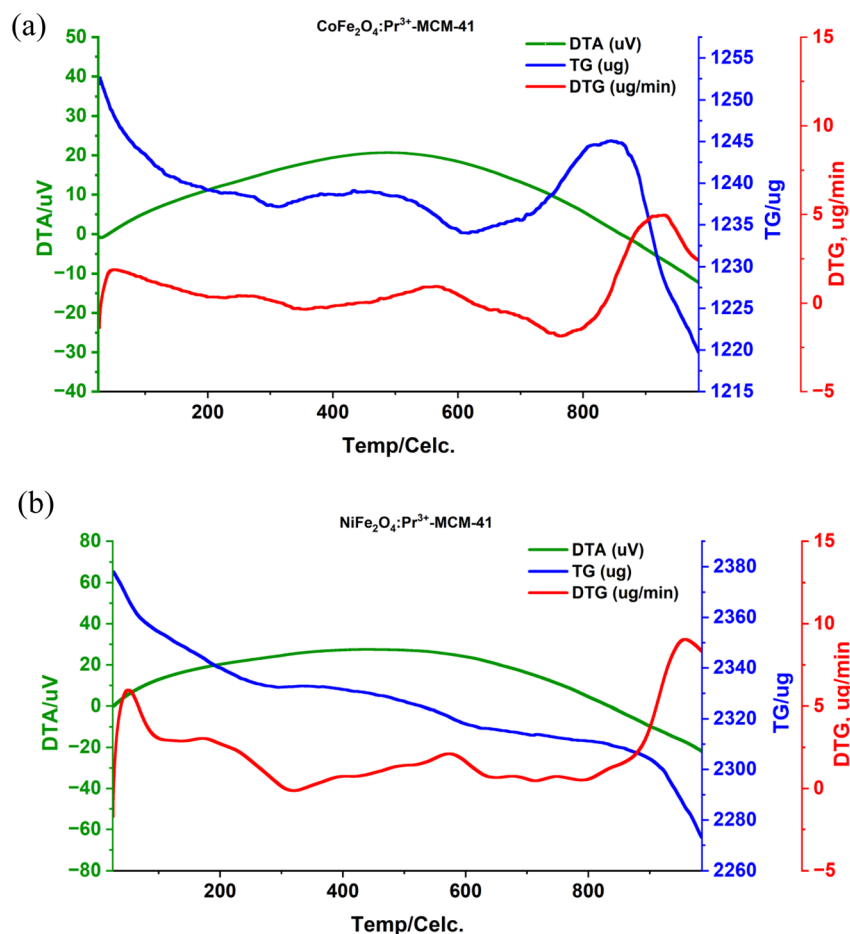 (a)
CoFe₂O₄:Pr³⁺-MCM-41
DTA (uV)
TG (ug)
DTG (ug/min)
50
40
30
20
10
0
−10
−20
−30
−40
DTA/uV
200
400
600
800
Temp/Celc.
1255
1250
1245
1240
1235
1230
1225
1220
1215
TG/ug
15
10
5
0
−5
DTG, ug/min
(b)
NiFe₂O₄:Pr³⁺-MCM-41
DTA (uV)
TG (ug)
DTG (ug/min)
80
60
40
20
0
−20
−40
−60
−80
DTA/uV
200
400
600
800
Temp/Celc.
2380
2360
2340
2320
2300
2280
2260
TG/ug
15
10
5
0
−5
DTG, ug/min